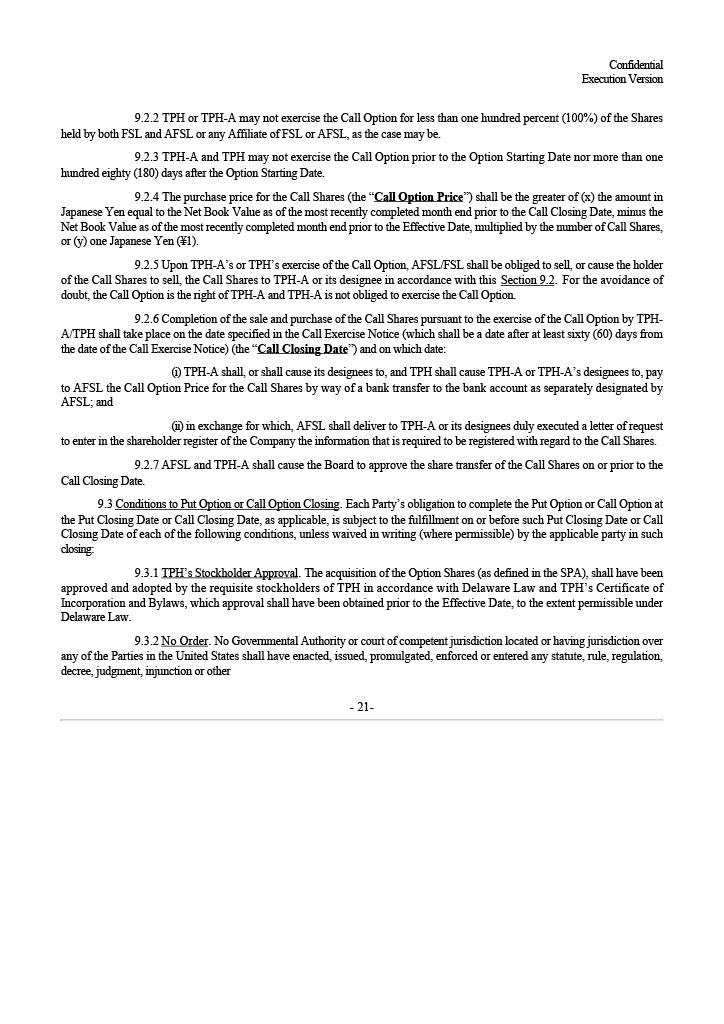 Confidential
Execution Version
9.2.2 TPH or TPH-A may not exercise the Call Option for less than one hundred percent (100%) of the Shares
held by both FSL and AFSL or any Affiliate of FSL or AFSL, as the case may be.
9.2.3 TPH-A and TPH may not exercise the Call Option prior to the Option Starting Date nor more than one
hundred eighty (180) days after the Option Starting Date.
9.2.4 The purchase price for the Call Shares (the “Call Option Price”) shall be the greater of (x) the amount in
Japanese Yen equal to the Net Book Value as of the most recently completed month end prior to the Call Closing Date, minus the
Net Book Value as of the most recently completed month end prior to the Effective Date, multiplied by the number of Call Shares,
or (y) one Japanese Yen (¥1).
9.2.5 Upon TPH-A’s or TPH’s exercise of the Call Option, AFSL/FSL shall be obliged to sell, or cause the holder
of the Call Shares to sell, the Call Shares to TPH-A or its designee in accordance with this Section 9.2. For the avoidance of
doubt, the Call Option is the right of TPH-A and TPH-A is not obliged to exercise the Call Option.
9.2.6 Completion of the sale and purchase of the Call Shares pursuant to the exercise of the Call Option by TPH-
A/TPH shall take place on the date specified in the Call Exercise Notice (which shall be a date after at least sixty (60) days from
the date of the Call Exercise Notice) (the “Call Closing Date”) and on which date:
(i) TPH-A shall, or shall cause its designees to, and TPH shall cause TPH-A or TPH-A’s designees to, pay
to AFSL the Call Option Price for the Call Shares by way of a bank transfer to the bank account as separately designated by
AFSL; and
(ii) in exchange for which, AFSL shall deliver to TPH-A or its designees duly executed a letter of request
to enter in the shareholder register of the Company the information that is required to be registered with regard to the Call Shares.
9.2.7 AFSL and TPH-A shall cause the Board to approve the share transfer of the Call Shares on or prior to the
Call Closing Date.
9.3 Conditions to Put Option or Call Option Closing. Each Party’s obligation to complete the Put Option or Call Option at
the Put Closing Date or Call Closing Date, as applicable, is subject to the fulfillment on or before such Put Closing Date or Call
Closing Date of each of the following conditions, unless waived in writing (where permissible) by the applicable party in such
closing:
9.3.1 TPH’s Stockholder Approval. The acquisition of the Option Shares (as defined in the SPA), shall have been
approved and adopted by the requisite stockholders of TPH in accordance with Delaware Law and TPH’s Certificate of
Incorporation and Bylaws, which approval shall have been obtained prior to the Effective Date, to the extent permissible under
Delaware Law.
9.3.2 No Order. No Governmental Authority or court of competent jurisdiction located or having jurisdiction over
any of the Parties in the United States shall have enacted, issued, promulgated, enforced or entered any statute, rule, regulation,
decree, judgment, injunction or other
- 21-